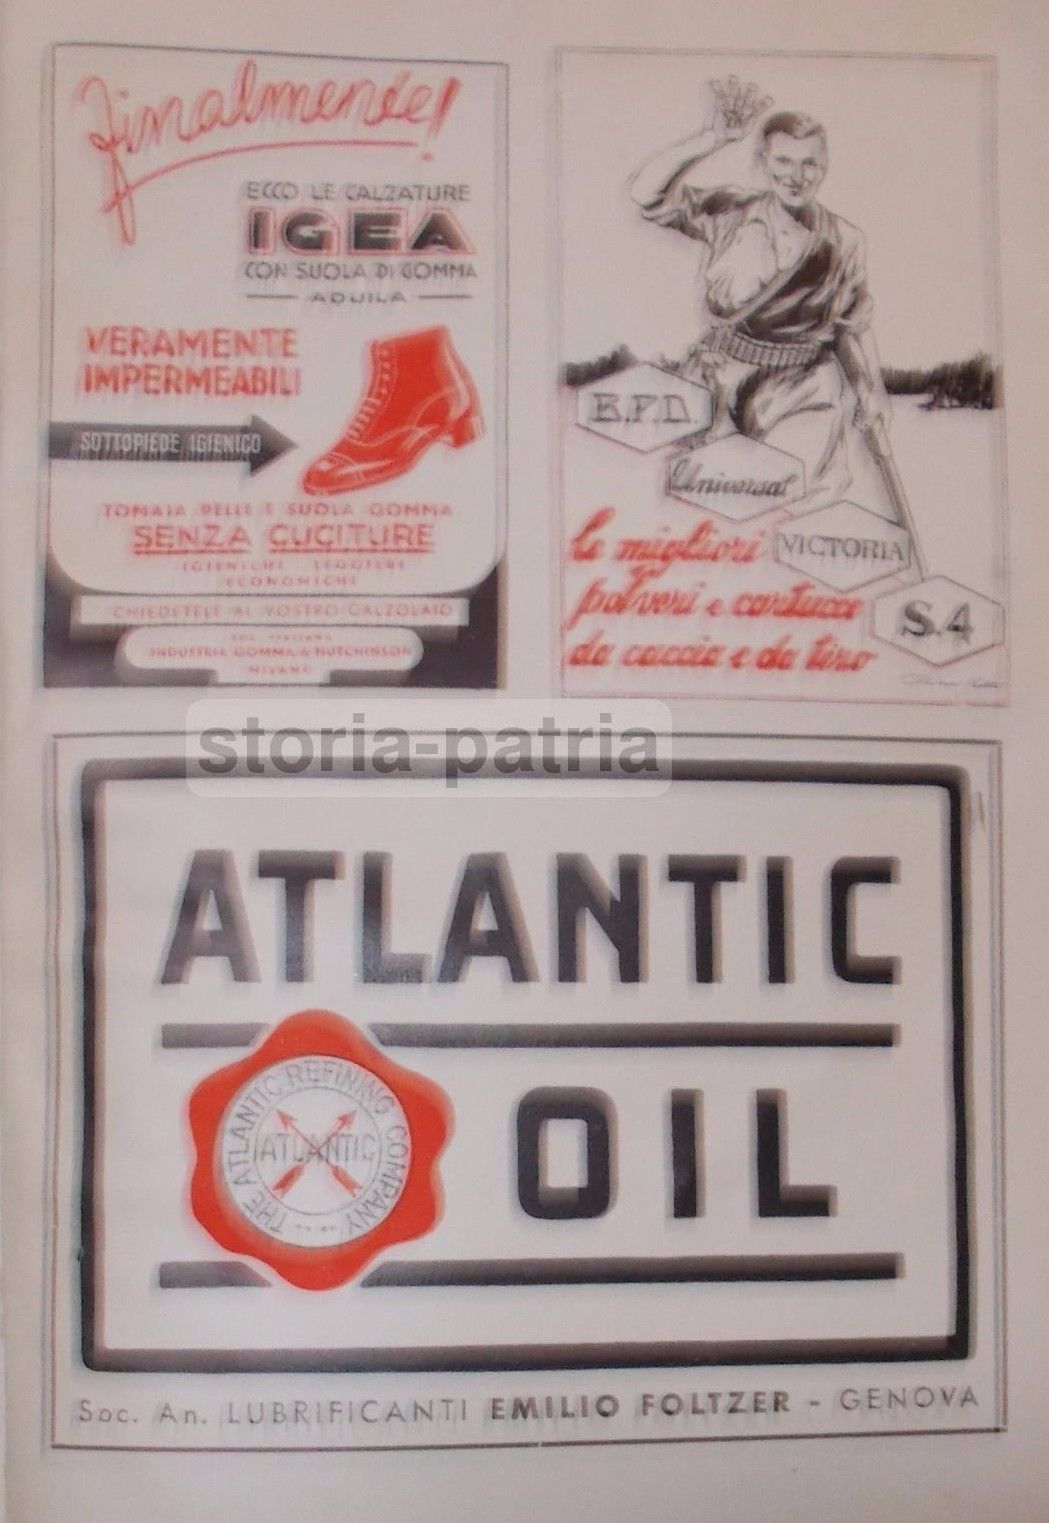 Finalmente!
ECCO LE CALZATURE
IGEA
CON SUOLA DI GOMMA
AQUILA
VERAMENTE
IMPERMEABILI
SOTTOPIEDE IGIENICO
TOMAIA PELLE E SUOLA GOMMA
SENZA CUCITURE
IGIENICHE LEGGERE
ECONOMICHE
CHIEDETELE AL VOSTRO CALZOLAIO
SOC. ITALIANA
INDUSTRIA GOMMA & HUTCHINSON
MILANO
B.P.D.
Universal
VICTORIA
S.4
le migliori
polveri e cartucce
da caccia e da tiro
storia-patria
ATLANTIC
OIL
THE ATLANTIC REFINING COMPANY
ATLANTIC
Soc. An. LUBRIFICANTI EMILIO FOLTZER - GENOVA